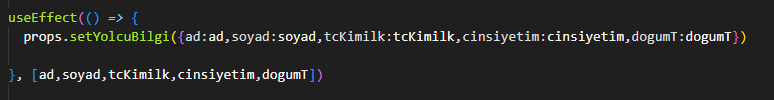 useEffect(() => {
props.setYolcuBilgi({ad:ad,soyad:soyad,tcKimilk:tcKimilk,cinsiyetim:cinsiyetim,dogumT:dogumT})
}, [ad,soyad,tcKimilk,cinsiyetim,dogumT])